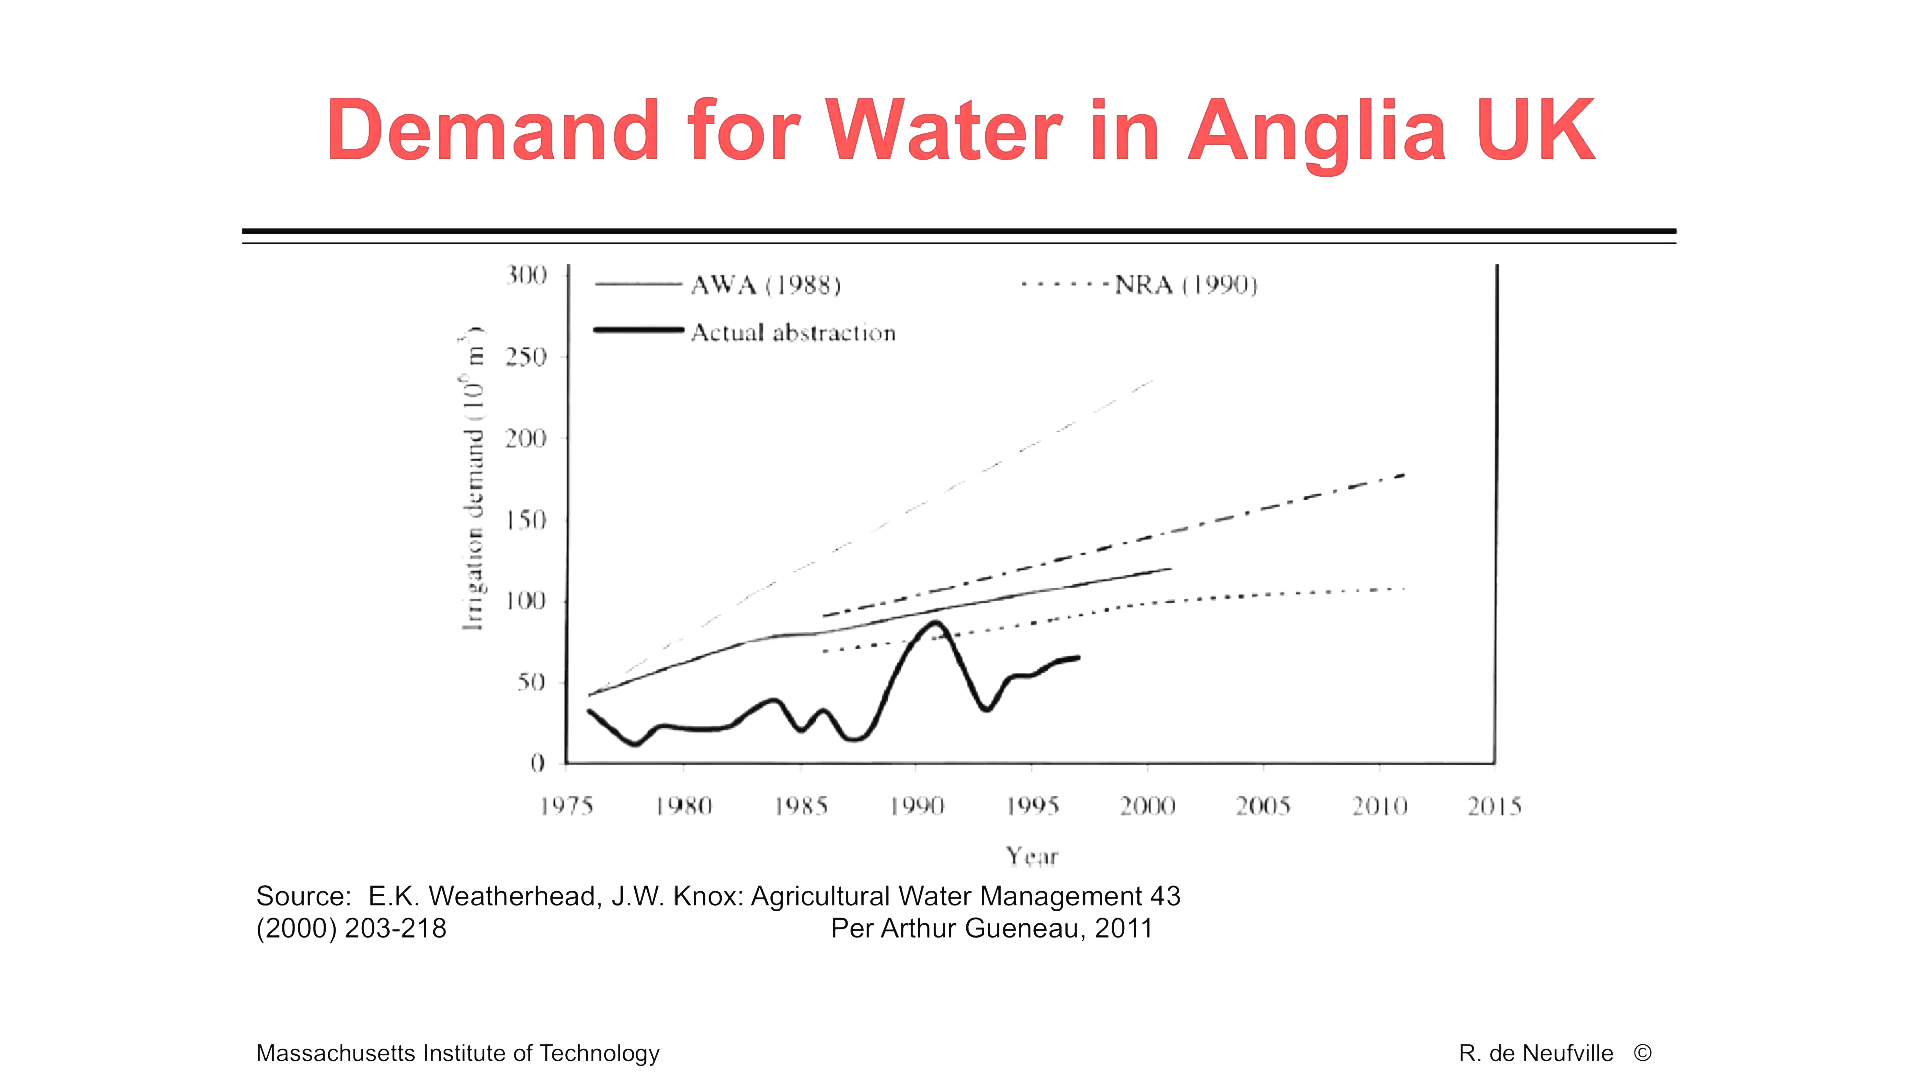 Demand for Water in Anglia UK
300
AWA (1988)
NRA (1990)
Actual abstraction
Irrigation demand (10⁶ m³)
250
200
150
100
50
0
1975 1980 1985 1990 1995 2000 2005 2010 2015
Year
Source: E.K. Weatherhead, J.W. Knox: Agricultural Water Management 43
(2000) 203-218 Per Arthur Gueneau, 2011
Massachusetts Institute of Technology R. de Neufville ©